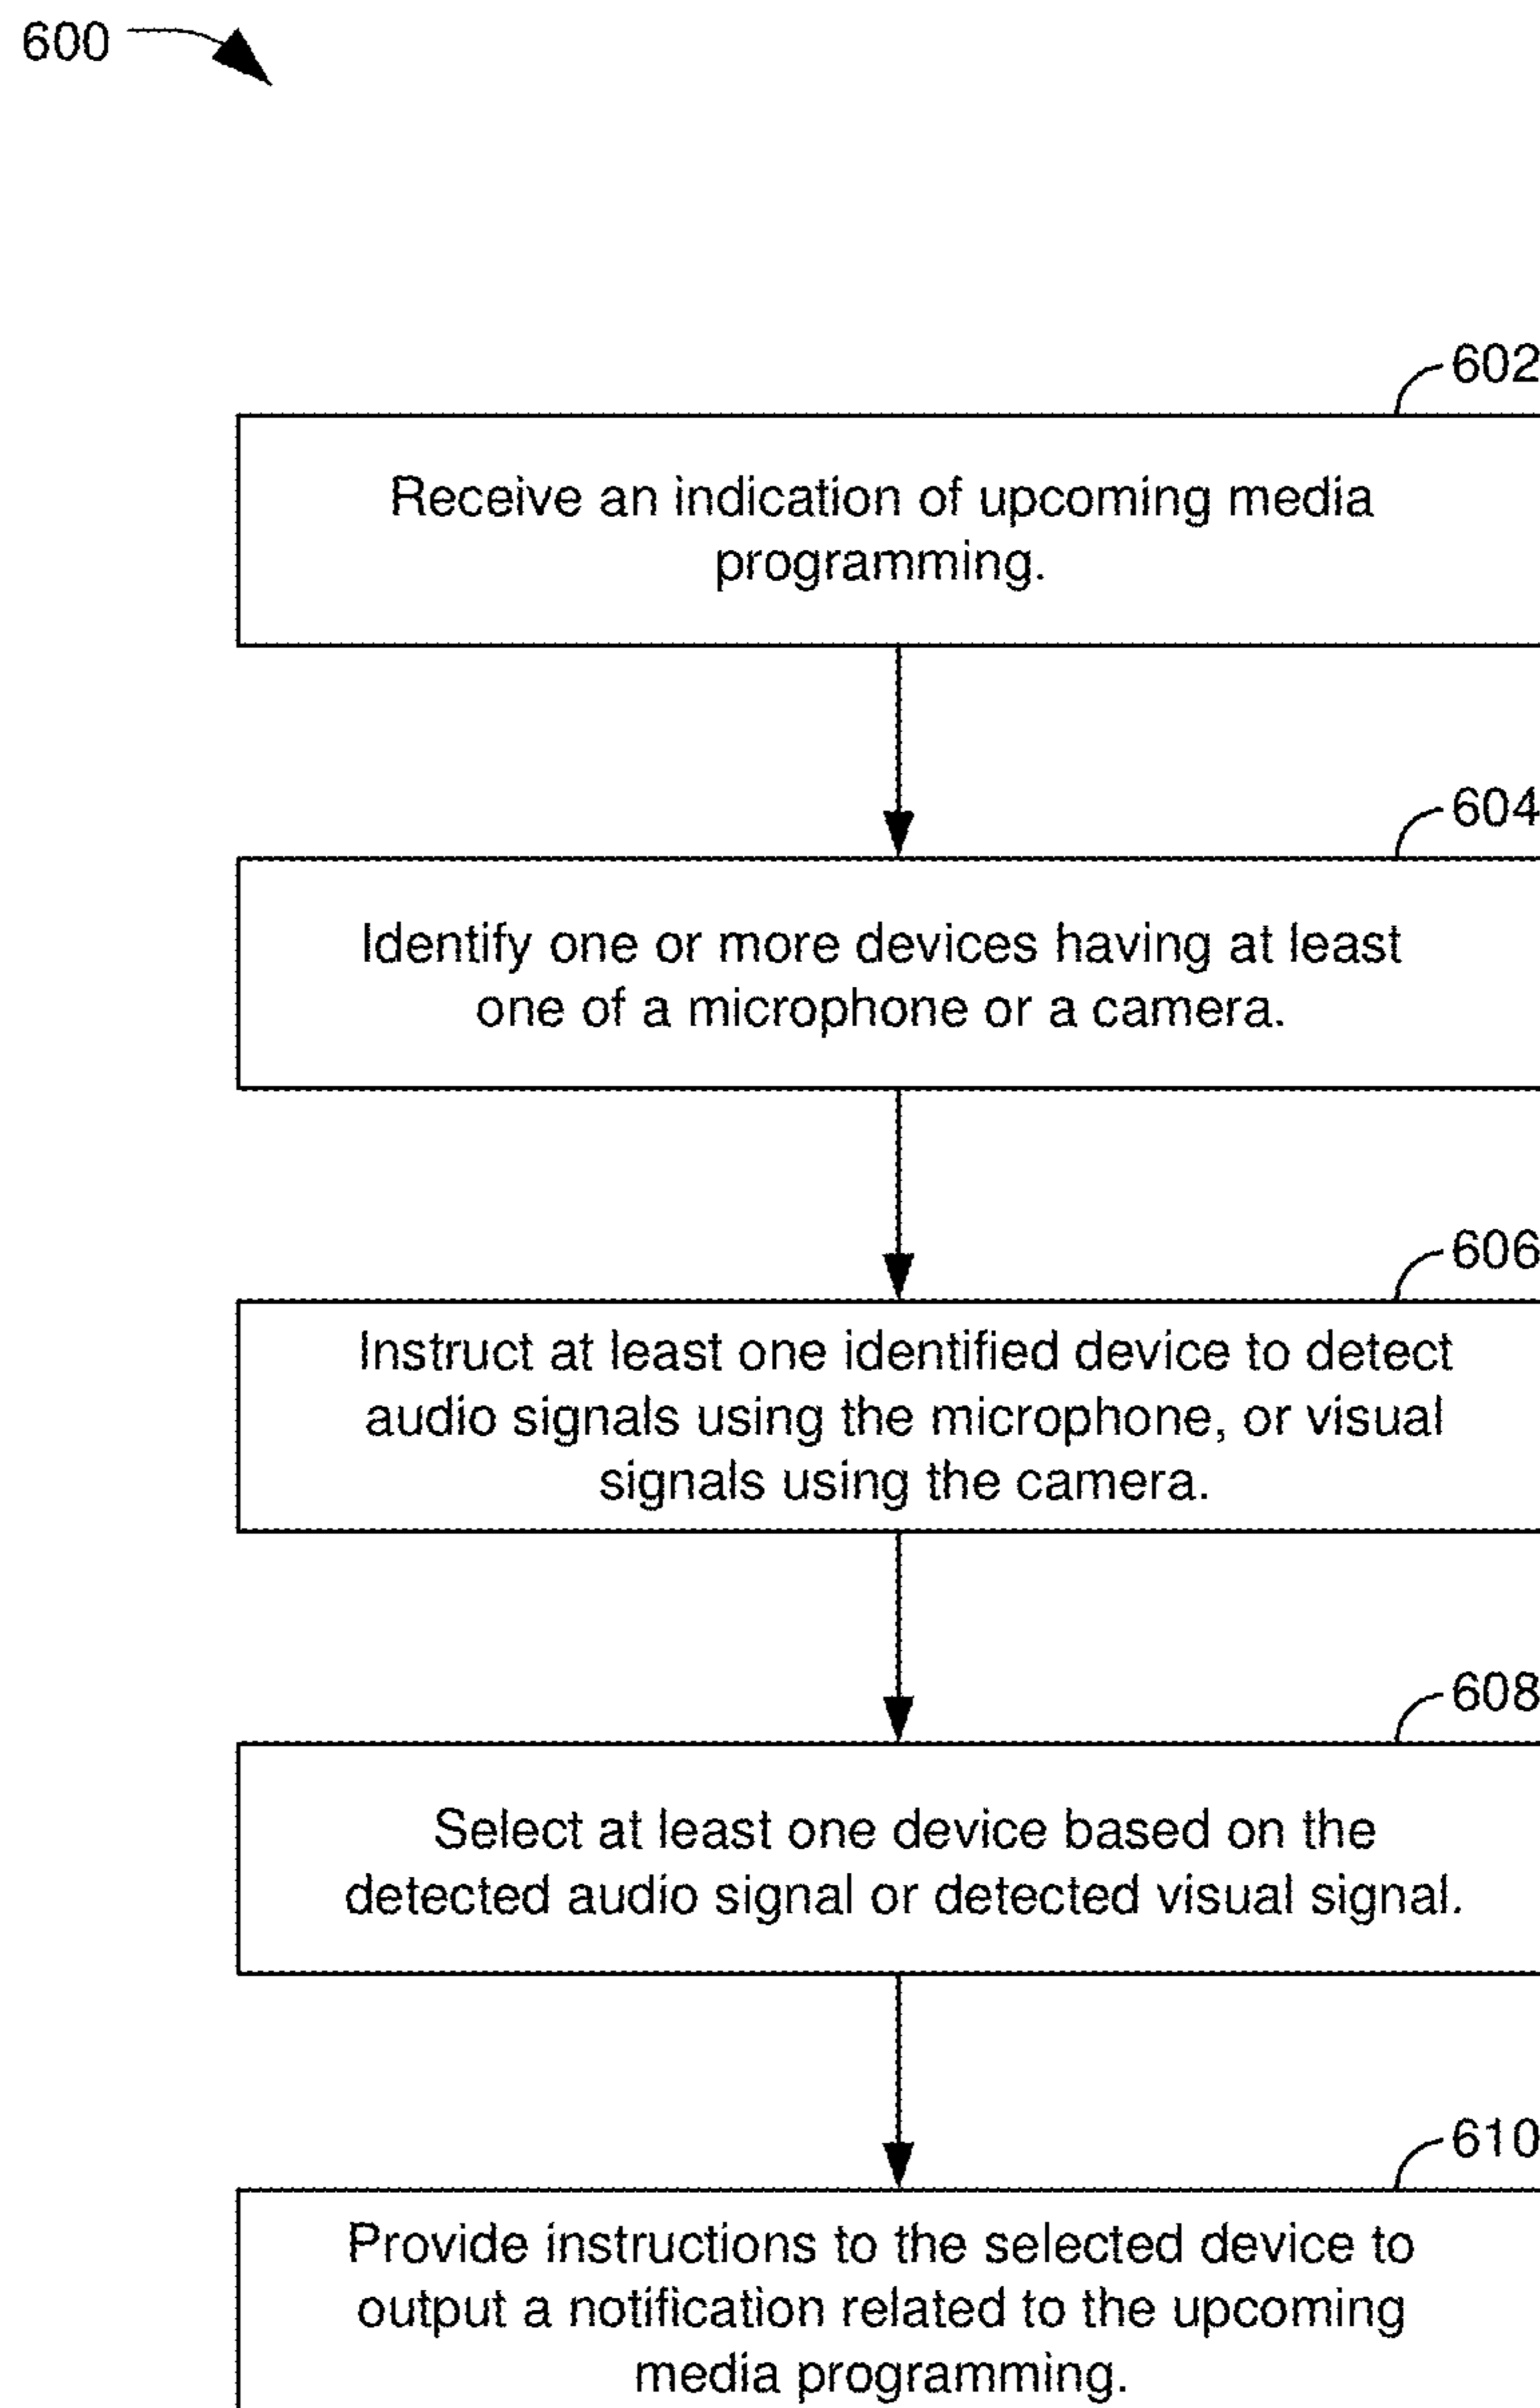 600
602
Receive an indication of upcoming media
programming.
604
Identify one or more devices having at least
one of a microphone or a camera.
606
Instruct at least one identified device to detect
audio signals using the microphone, or visual
signals using the camera.
608
Select at least one device based on the
detected audio signal or detected visual signal.
610
Provide instructions to the selected device to
output a notification related to the upcoming
media programming.